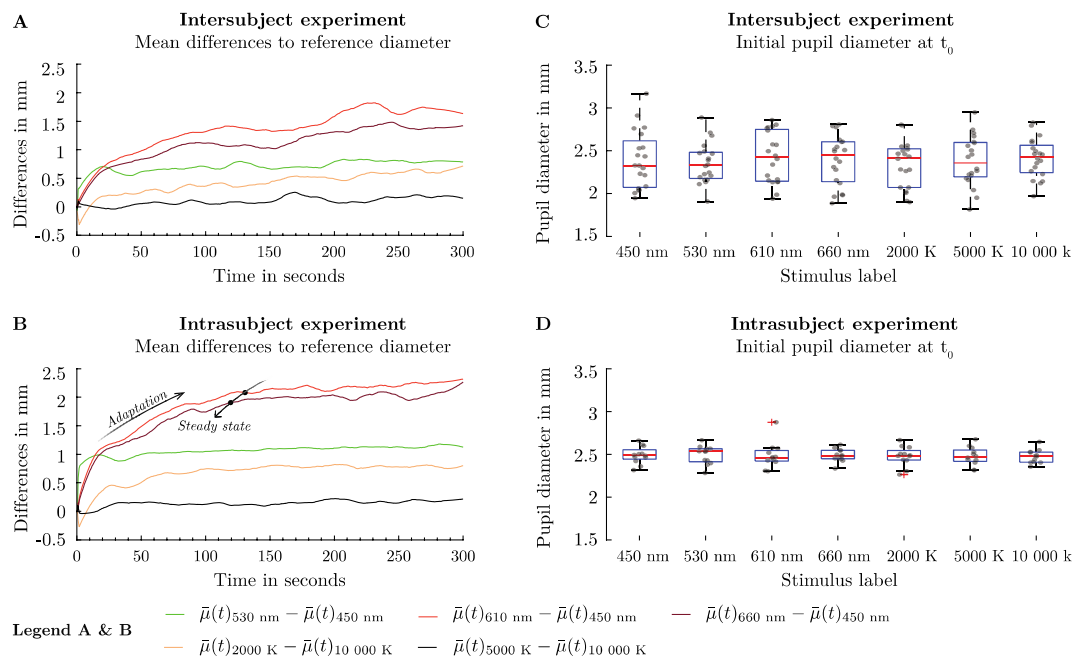 A
Intersubject experiment
Mean differences to reference diameter
Differences in mm
2.5
2
1.5
1
0.5
0
-0.5
0 50 100 150 200 250 300
Time in seconds
C
Intersubject experiment
Initial pupil diameter at t₀
Pupil diameter in mm
3.5
3
2.5
2
1.5
450 nm 530 nm 610 nm 660 nm 2000 K 5000 K 10 000 k
Stimulus label
B
Intrasubject experiment
Mean differences to reference diameter
Differences in mm
2.5
2
1.5
1
0.5
0
-0.5
Adaptation
Steady state
0 50 100 150 200 250 300
Time in seconds
D
Intrasubject experiment
Initial pupil diameter at t₀
Pupil diameter in mm
3.5
3
2.5
2
1.5
450 nm 530 nm 610 nm 660 nm 2000 K 5000 K 10 000 k
Stimulus label
Legend A & B
μ̄(t)530 nm − μ̄(t)450 nm
μ̄(t)610 nm − μ̄(t)450 nm
μ̄(t)660 nm − μ̄(t)450 nm
μ̄(t)2000 K − μ̄(t)10 000 K
μ̄(t)5000 K − μ̄(t)10 000 K